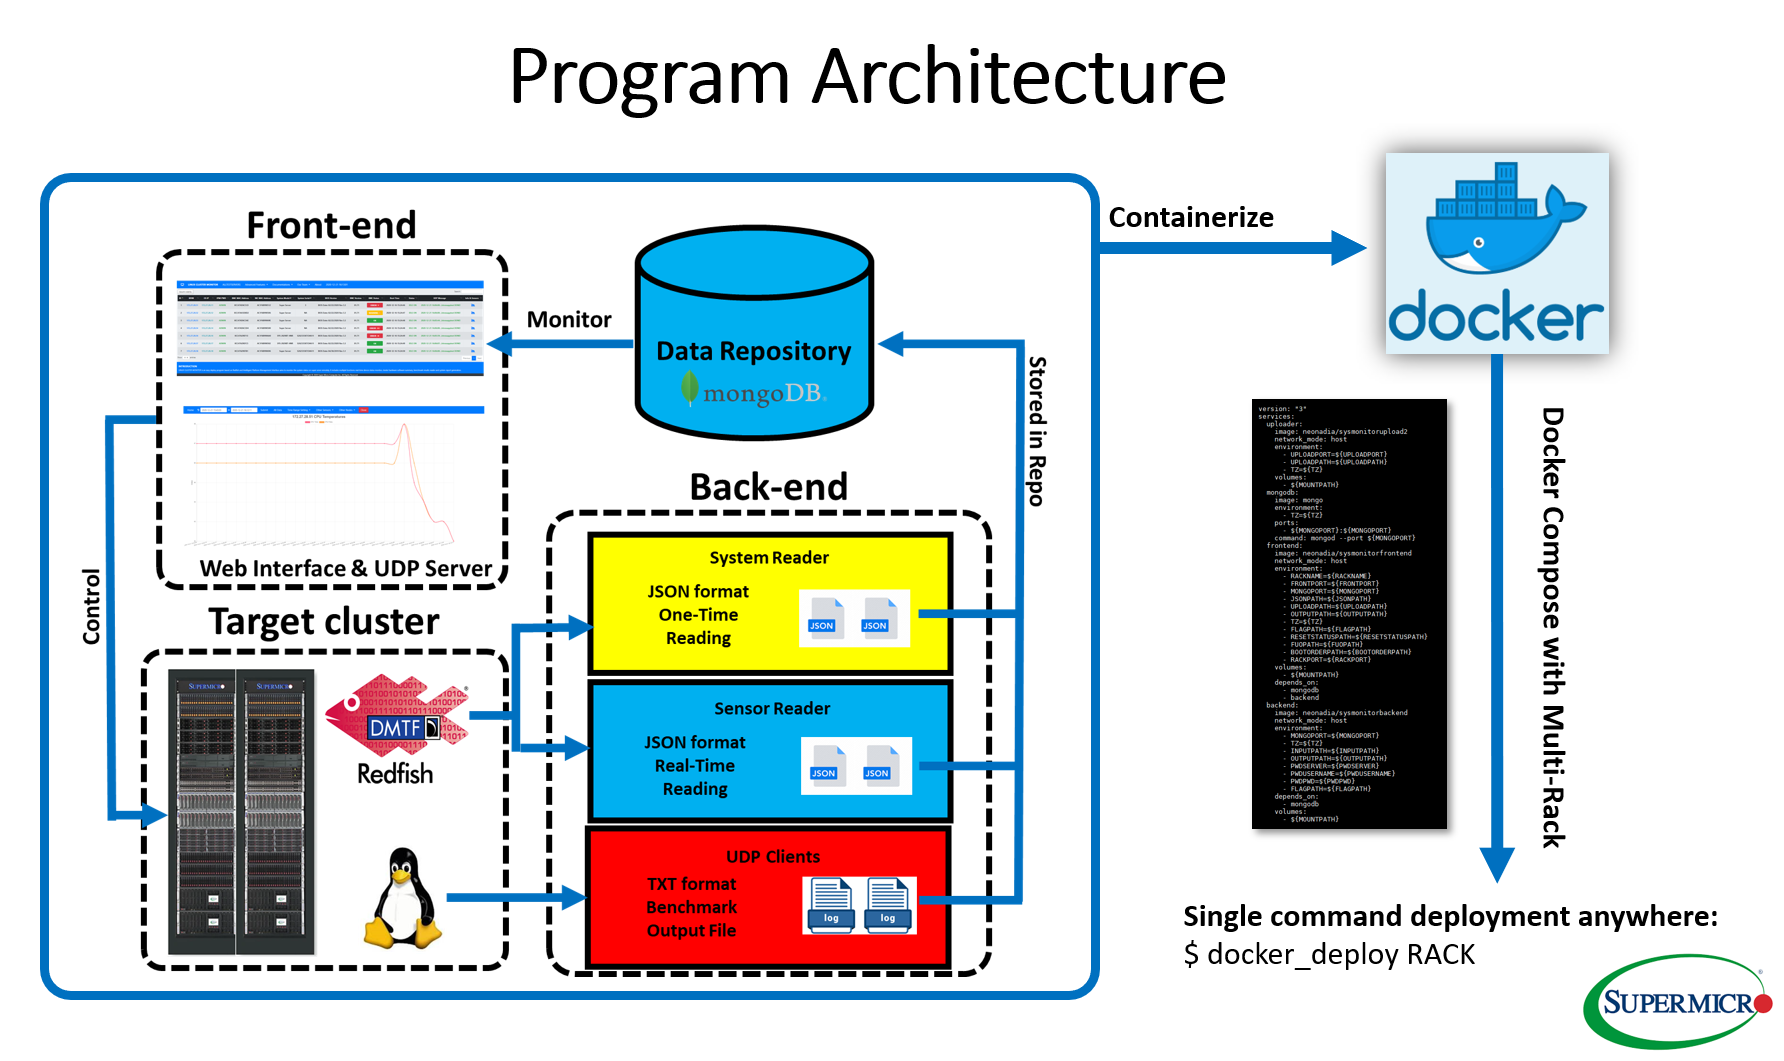 Program Architecture
Front-end
Web Interface & UDP Server
Monitor
Data Repository
mongoDB
Stored in Repo
Control
Target cluster
SUPERMICRO
SUPERMICRO
DMTF
Redfish
Back-end
System Reader
JSON format
One-Time
Reading
JSON
JSON
Sensor Reader
JSON format
Real-Time
Reading
JSON
JSON
UDP Clients
TXT format
Benchmark
Output File
log
log
Containerize
docker
version: "3"
services:
uploader:
image: neonadia/sysmonitorupload2
network_mode: host
environment:
- UPLOADPORT=${UPLOADPORT}
- UPLOADPATH=${UPLOADPATH}
- TZ=${TZ}
volumes:
- ${MOUNTPATH}
mongodb:
image: mongo
environment:
- TZ=${TZ}
ports:
- ${MONGOPORT}:${MONGOPORT}
command: mongod --port ${MONGOPORT}
frontend:
image: neonadia/sysmonitorfrontend
network_mode: host
environment:
- RACKNAME=${RACKNAME}
- FRONTPORT=${FRONTPORT}
- MONGOPORT=${MONGOPORT}
- JSONPATH=${JSONPATH}
- UPLOADPATH=${UPLOADPATH}
- OUTPUTPATH=${OUTPUTPATH}
- TZ=${TZ}
- FLAGPATH=${FLAGPATH}
- RESETSTATUSPATH=${RESETSTATUSPATH}
- FUOPATH=${FUOPATH}
- BOOTORDERPATH=${BOOTORDERPATH}
- RACKPORT=${RACKPORT}
volumes:
- ${MOUNTPATH}
depends_on:
- mongodb
- backend
backend:
image: neonadia/sysmonitorbackend
network_mode: host
environment:
- MONGOPORT=${MONGOPORT}
- TZ=${TZ}
- INPUTPATH=${INPUTPATH}
- OUTPUTPATH=${OUTPUTPATH}
- PWDSERVER=${PWDSERVER}
- PWDUSERNAME=${PWDUSERNAME}
- PWDPWD=${PWDPWD}
- FLAGPATH=${FLAGPATH}
depends_on:
- mongodb
volumes:
- ${MOUNTPATH}
Docker Compose with Multi-Rack
Single command deployment anywhere:
$ docker_deploy RACK
SUPERMICRO